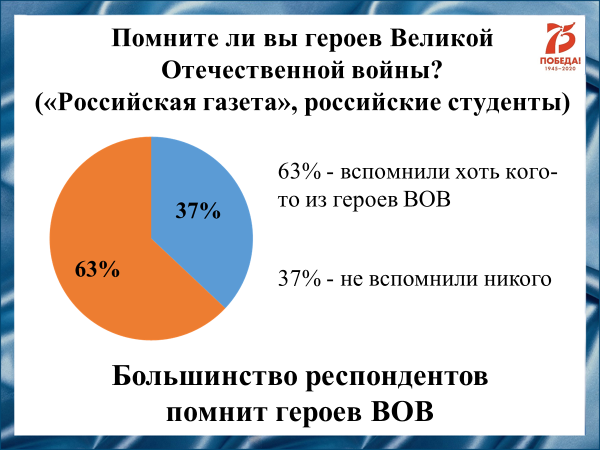 Помните ли вы героев Великой
Отечественной войны?
(«Российская газета», российские студенты)
75
ПОБЕДА!
1945–2020
37%
63%
63% - вспомнили хоть кого-
то из героев ВОВ
37% - не вспомнили никого
Большинство респондентов
помнит героев ВОВ